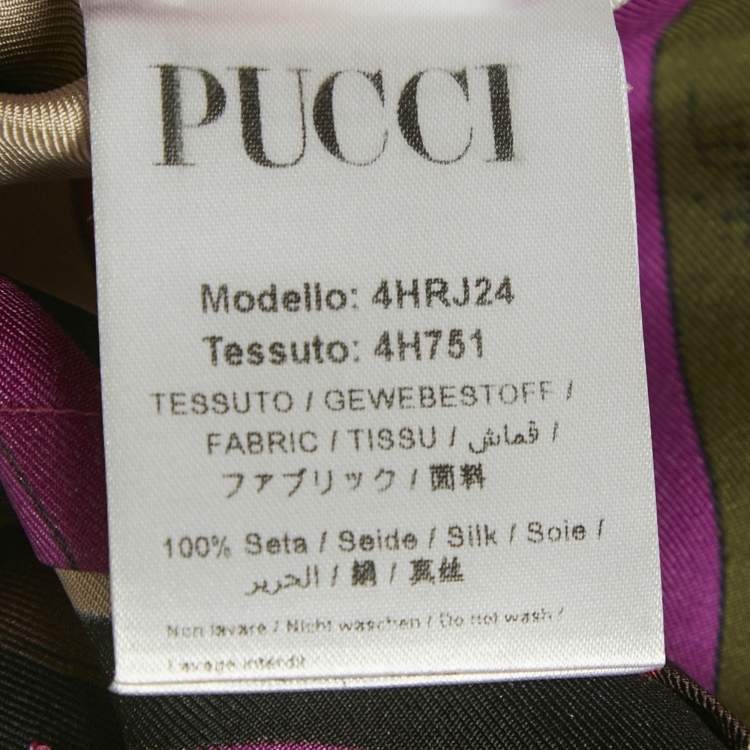 PUCCI
Modello: 4HRJ24
Tessuto: 4H751
TESSUTO / GEWEBESTOFF /
FABRIC / TISSU / قماش /
ファブリック / 面料
100% Seta / Seide / Silk / Soie /
الحرير / 絹 / 真丝
Non lavare / Nicht waschen / Do not wash /
Lavage interdit